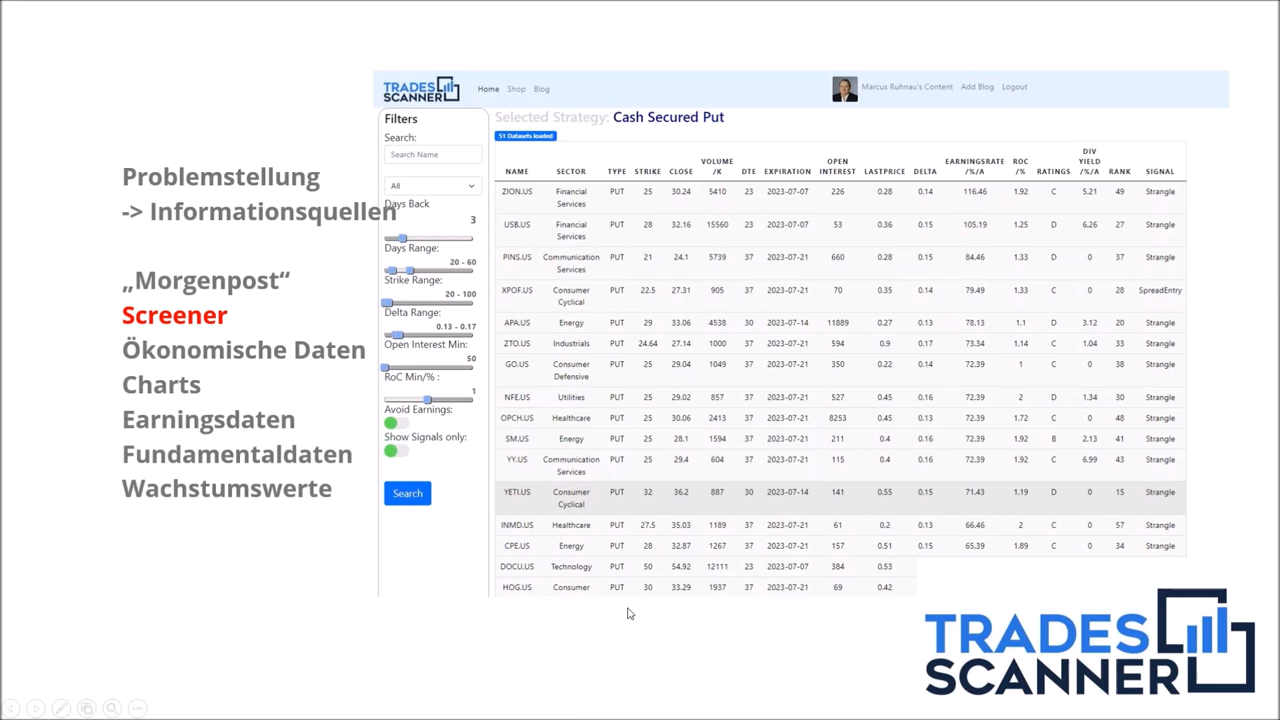 Problemstellung
-> Informationsquellen
„Morgenpost“
Screener
Ökonomische Daten
Charts
Earningsdaten
Fundamentaldaten
Wachstumswerte
TRADES SCANNER
Home Shop Blog
Marcus Ruhnau's Content Add Blog Logout
Filters
Search:
Search Name
All
Days Back
3
Days Range:
20 - 60
Strike Range:
20 - 100
Delta Range:
0.13 - 0.17
Open Interest Min:
50
RoC Min/% :
1
Avoid Earnings:
Show Signals only:
Search
Selected Strategy: Cash Secured Put
51 Datasets loaded
NAME SECTOR TYPE STRIKE CLOSE VOLUME /K DTE EXPIRATION OPEN INTEREST LASTPRICE DELTA EARNINGSRATE /%/A ROC /% RATINGS DIV YIELD /%/A RANK SIGNAL
ZION.US Financial Services PUT 25 30.24 5410 23 2023-07-07 226 0.28 0.14 116.46 1.92 C 5.21 49 Strangle
USB.US Financial Services PUT 28 32.16 15560 23 2023-07-07 53 0.36 0.15 105.19 1.25 D 6.26 27 Strangle
PINS.US Communication Services PUT 21 24.1 5739 37 2023-07-21 660 0.28 0.15 84.46 1.33 D 0 37 Strangle
XPOF.US Consumer Cyclical PUT 22.5 27.31 905 37 2023-07-21 70 0.35 0.14 79.49 1.33 C 0 28 SpreadEntry
APA.US Energy PUT 29 33.06 4538 30 2023-07-14 11889 0.27 0.13 78.13 1.1 D 3.12 20 Strangle
ZTO.US Industrials PUT 24.64 27.14 1000 37 2023-07-21 594 0.9 0.17 73.34 1.14 C 1.04 33 Strangle
GO.US Consumer Defensive PUT 25 29.04 1049 37 2023-07-21 350 0.22 0.14 72.39 1 C 0 38 Strangle
NFE.US Utilities PUT 25 29.02 857 37 2023-07-21 527 0.45 0.16 72.39 2 D 1.34 30 Strangle
OPCH.US Healthcare PUT 25 30.06 2413 37 2023-07-21 8253 0.45 0.13 72.39 1.72 C 0 48 Strangle
SM.US Energy PUT 25 28.1 1594 37 2023-07-21 211 0.4 0.16 72.39 1.92 B 2.13 41 Strangle
YY.US Communication Services PUT 25 29.4 604 37 2023-07-21 115 0.4 0.16 72.39 1.92 C 6.99 43 Strangle
YETI.US Consumer Cyclical PUT 32 36.2 887 30 2023-07-14 141 0.55 0.15 71.43 1.19 D 0 15 Strangle
INMD.US Healthcare PUT 27.5 35.03 1189 37 2023-07-21 61 0.2 0.13 66.46 2 C 0 57 Strangle
CPE.US Energy PUT 28 32.87 1267 37 2023-07-21 157 0.51 0.15 65.39 1.89 C 0 34 Strangle
DOCU.US Technology PUT 50 54.92 12111 23 2023-07-07 384 0.53
HOG.US Consumer PUT 30 33.29 1937 37 2023-07-21 69 0.42
TRADES
SCANNER